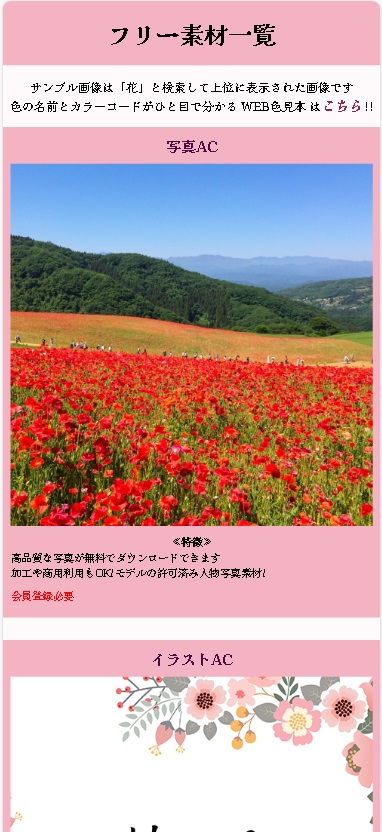 フリー素材一覧
サンプル画像は「花」と検索して上位に表示された画像です
色の名前とカラーコードがひと目で分かる WEB色見本 は こちら!!
写真AC
≪特徴≫
高品質な写真が無料でダウンロードできます
加工や商用利用もOK!モデルの許可済み人物写真素材!
会員登録必要
イラストAC